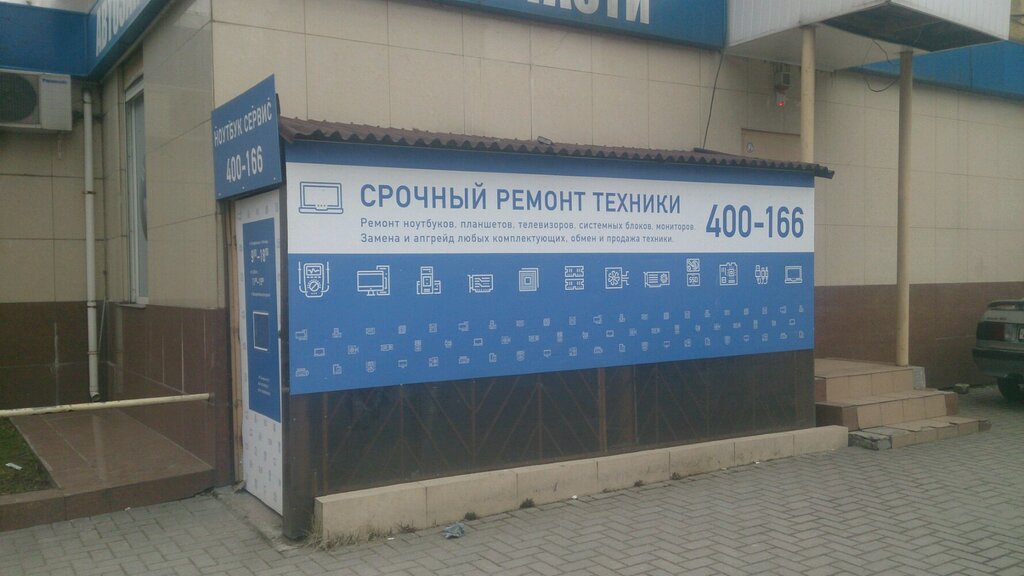 НОУТБУК СЕРВИС
400-166
СРОЧНЫЙ РЕМОНТ ТЕХНИКИ
Ремонт ноутбуков, планшетов, телевизоров, системных блоков, мониторов.
Замена и апгрейд любых комплектующих, обмен и продажа техники.
400-166
Panasonic